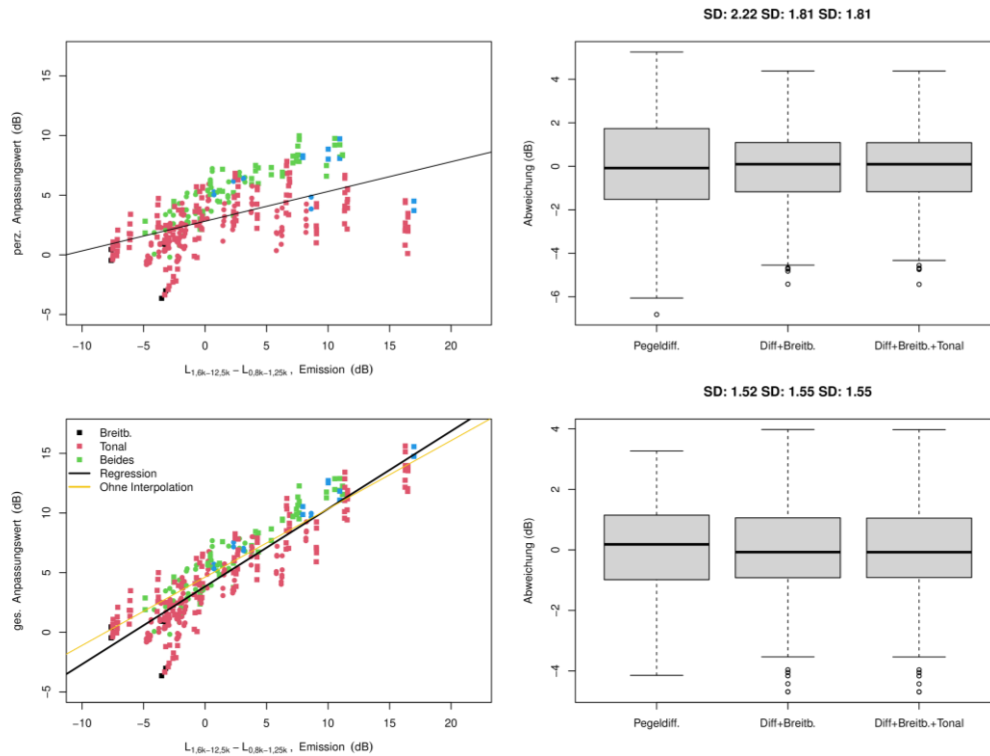 SD: 2.22 SD: 1.81 SD: 1.81
perz. Anpassungswert (dB)
15
10
5
0
−5
−10
−5
0
5
10
15
20
L1,6k−12,5k − L0,8k−1,25k, Emission (dB)
Abweichung (dB)
4
2
0
−2
−4
−6
Pegeldiff.
Diff+Breitb.
Diff+Breitb.+Tonal
SD: 1.52 SD: 1.55 SD: 1.55
ges. Anpassungswert (dB)
15
10
5
0
−5
Breitb.
Tonal
Beides
Regression
Ohne Interpolation
−10
−5
0
5
10
15
20
L1,6k−12,5k − L0,8k−1,25k, Emission (dB)
Abweichung (dB)
4
2
0
−2
−4
Pegeldiff.
Diff+Breitb.
Diff+Breitb.+Tonal